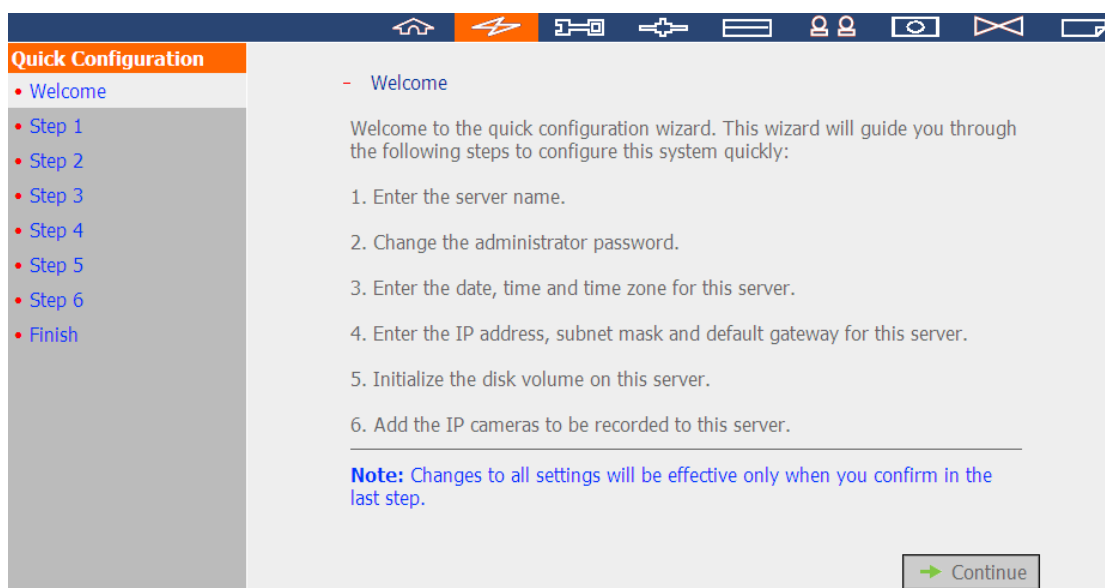 Quick Configuration
• Welcome
• Step 1
• Step 2
• Step 3
• Step 4
• Step 5
• Step 6
• Finish
– Welcome
Welcome to the quick configuration wizard. This wizard will guide you through
the following steps to configure this system quickly:
1. Enter the server name.
2. Change the administrator password.
3. Enter the date, time and time zone for this server.
4. Enter the IP address, subnet mask and default gateway for this server.
5. Initialize the disk volume on this server.
6. Add the IP cameras to be recorded to this server.
Note: Changes to all settings will be effective only when you confirm in the
last step.
Continue